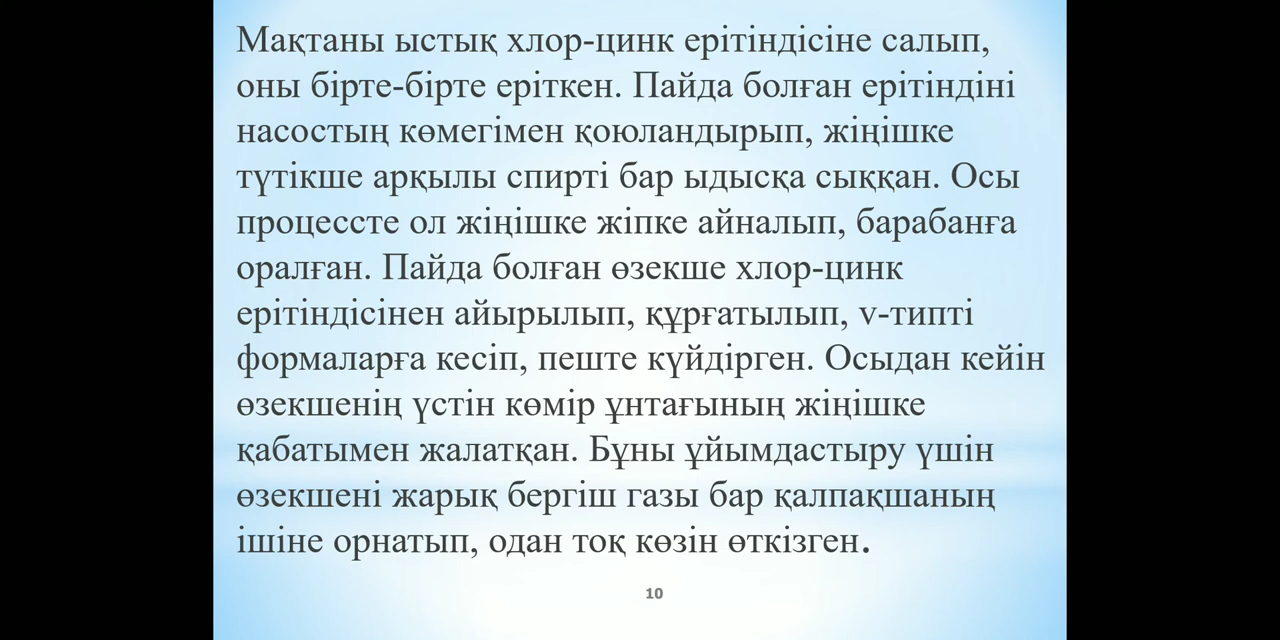 Мақтаны ыстық хлор-цинк ерітіндісіне салып,
оны бірте-бірте еріткен. Пайда болған ерітіндіні
насостың көмегімен қоюландырып, жіңішке
түтікше арқылы спирті бар ыдысқа сыққан. Осы
процессте ол жіңішке жіпке айналып, барабанға
оралған. Пайда болған өзекше хлор-цинк
ерітіндісінен айырылып, құрғатылып, v-типті
формаларға кесіп, пеште күйдірген. Осыдан кейін
өзекшенің үстін көмір ұнтағының жіңішке
қабатымен жалатқан. Бұны ұйымдастыру үшін
өзекшені жарық бергіш газы бар қалпақшаның
ішіне орнатып, одан тоқ көзін өткізген.
10